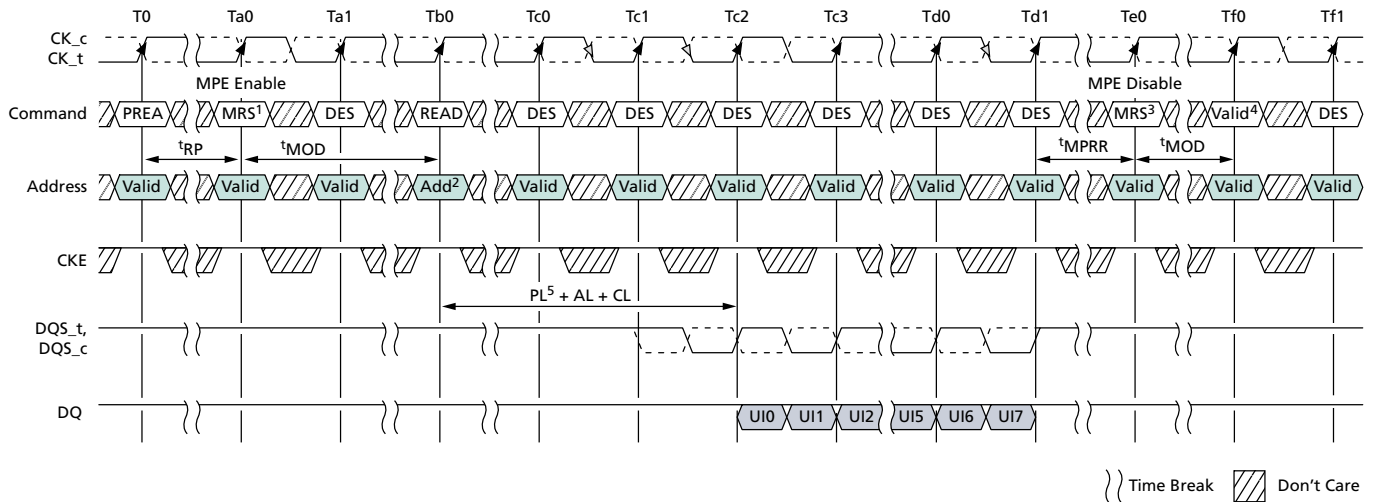 T0 Ta0 Ta1 Tb0 Tc0 Tc1 Tc2 Tc3 Td0 Td1 Te0 Tf0 Tf1
CK_c
CK_t
MPE Enable MPE Disable
Command PREA MRS¹ DES READ DES DES DES DES DES DES MRS³ Valid⁴ DES
tRP tMOD tMPRR tMOD
Address Valid Valid Valid Add² Valid Valid Valid Valid Valid Valid Valid Valid Valid
CKE
PL⁵ + AL + CL
DQS_t,
DQS_c
DQ UI0 UI1 UI2 UI5 UI6 UI7
Time Break Don't Care